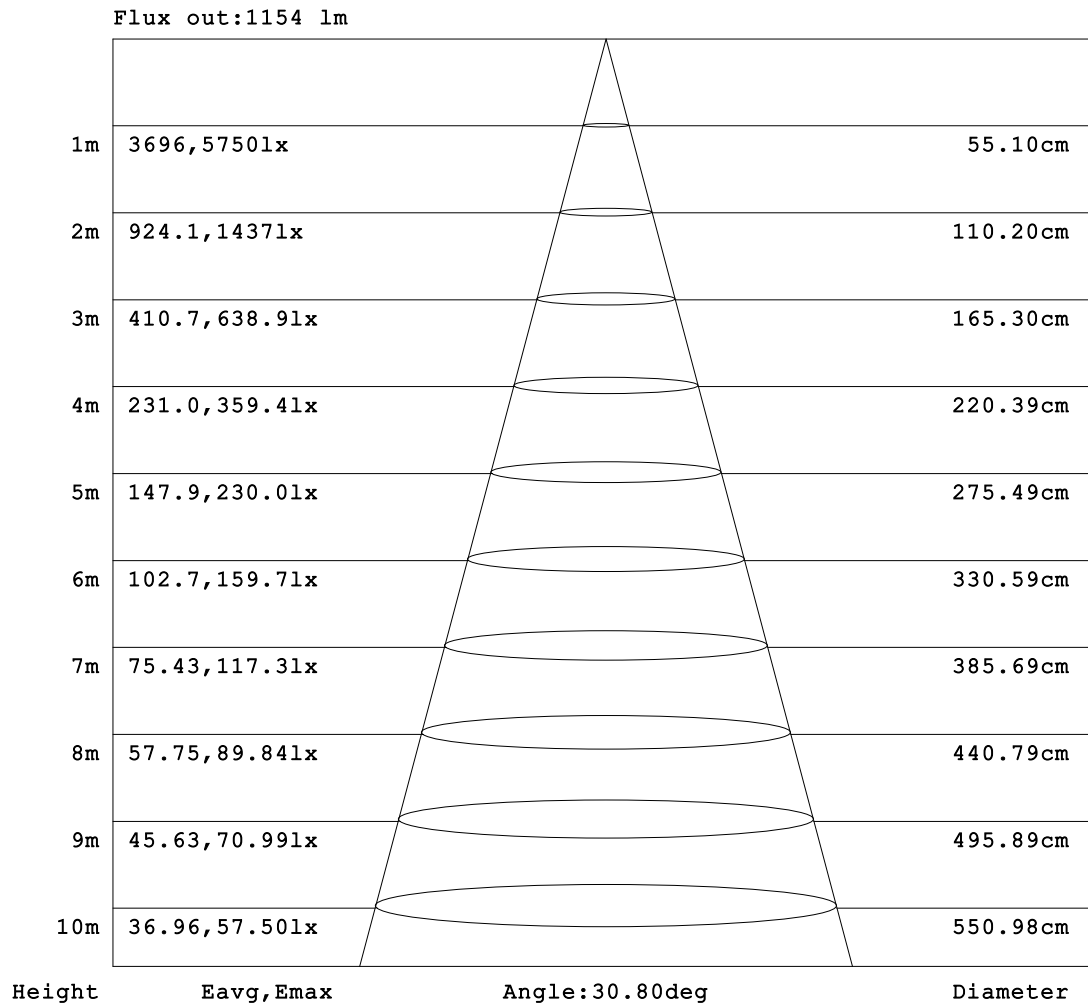 Flux out:1154 lm
1m 3696,5750lx 55.10cm
2m 924.1,1437lx 110.20cm
3m 410.7,638.9lx 165.30cm
4m 231.0,359.4lx 220.39cm
5m 147.9,230.0lx 275.49cm
6m 102.7,159.7lx 330.59cm
7m 75.43,117.3lx 385.69cm
8m 57.75,89.84lx 440.79cm
9m 45.63,70.99lx 495.89cm
10m 36.96,57.50lx 550.98cm
Height Eavg,Emax Angle:30.80deg Diameter